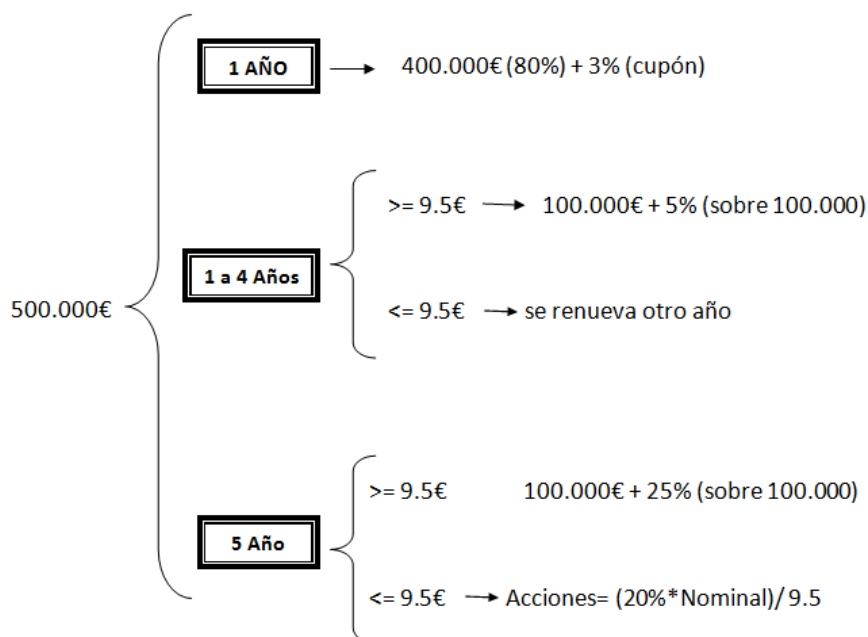 1 AÑO
400.000€ (80%) + 3% (cupón)
>= 9.5€
100.000€ + 5% (sobre 100.000)
1 a 4 Años
500.000€
<= 9.5€
se renueva otro año
>= 9.5€
100.000€ + 25% (sobre 100.000)
5 Año
<= 9.5€
Acciones= (20%*Nominal)/ 9.5